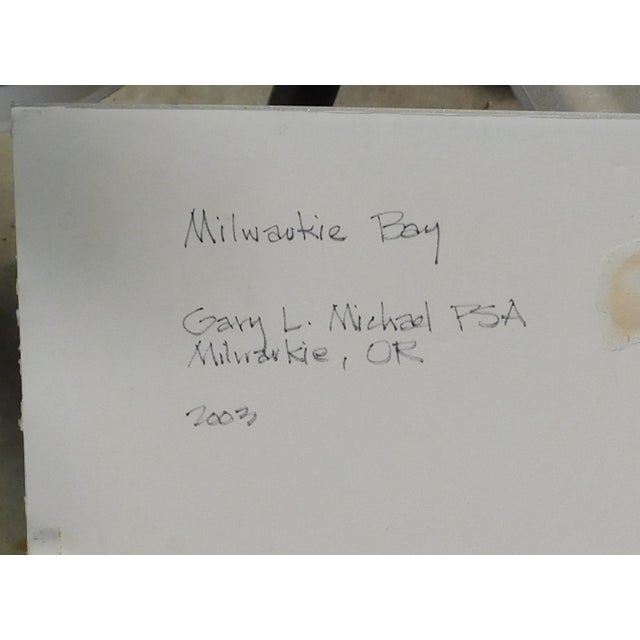 Milwaukie Bay
Gary L. Michael PSA
Milwaukie, OR
2003